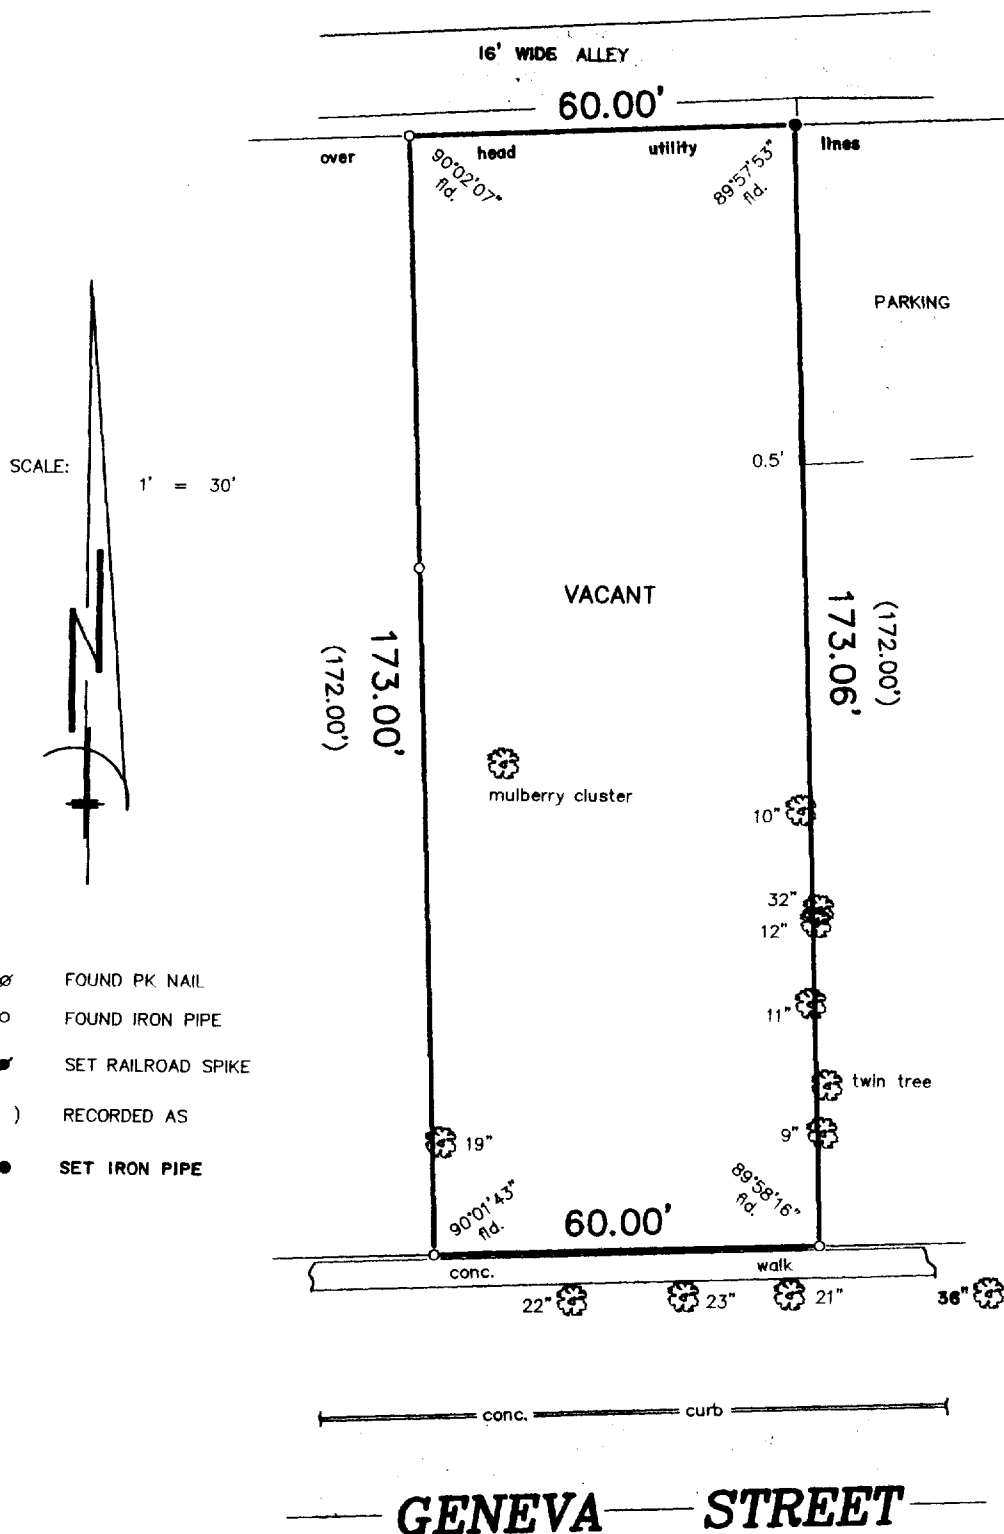 16' WIDE ALLEY
60.00'
over head utility lines
90°02'07" fld.
89°57'53" fld.
PARKING
SCALE: 1' = 30'
0.5'
N
VACANT
173.00'
(172.00')
173.06'
(172.00')
mulberry cluster
10"
32"
12"
11"
twin tree
9"
19"
FOUND PK NAIL
FOUND IRON PIPE
SET RAILROAD SPIKE
) RECORDED AS
SET IRON PIPE
90°01'43" fld.
89°58'16" fld.
60.00'
conc. walk
22" 23" 21" 36"
conc. curb
GENEVA STREET